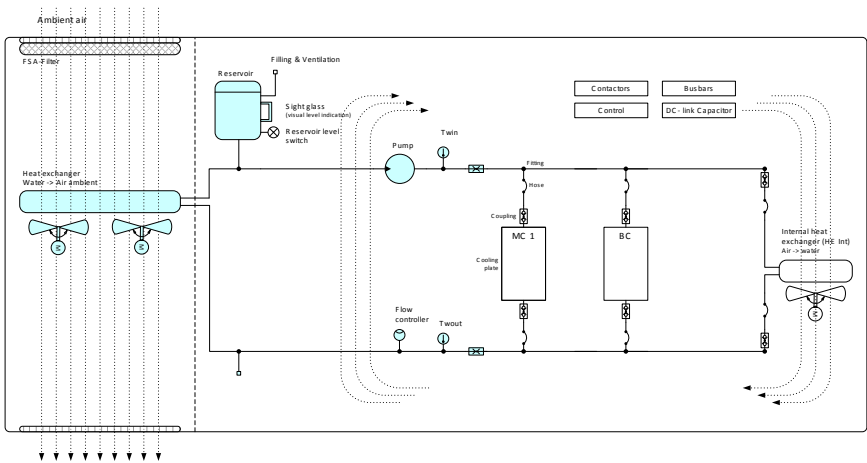 Ambient air
FSA-Filter
Reservoir
Filling & Ventilation
Sight glass
(visual level indication)
Reservoir level
switch
Pump
Twin
Contactors
Busbars
Control
DC - link Capacitor
Heat exchanger
Water -> Air ambient
M
M
Fitting
Hose
Coupling
MC 1
BC
Cooling
plate
Internal heat
exchanger (HE Int)
Air -> water
M
Flow
controller
Twout